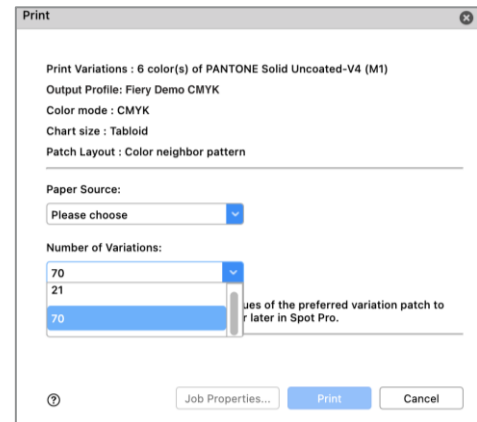 Print
Print Variations : 6 color(s) of PANTONE Solid Uncoated-V4 (M1)
Output Profile: Fiery Demo CMYK
Color mode : CMYK
Chart size : Tabloid
Patch Layout : Color neighbor pattern
Paper Source:
Please choose
Number of Variations:
70
21
of the preferred variation patch to
70
later in Spot Pro.
Job Properties...
Print
Cancel